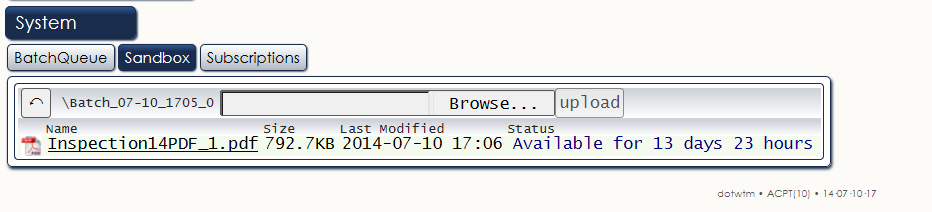 System
BatchQueue Sandbox Subscriptions
\Batch_07-10_1705_0 Browse... upload
Name Size Last Modified Status
Inspection14PDF_1.pdf 792.7KB 2014-07-10 17:06 Available for 13 days 23 hours
dotwtm • ACPT(10) • 14-07-10-17